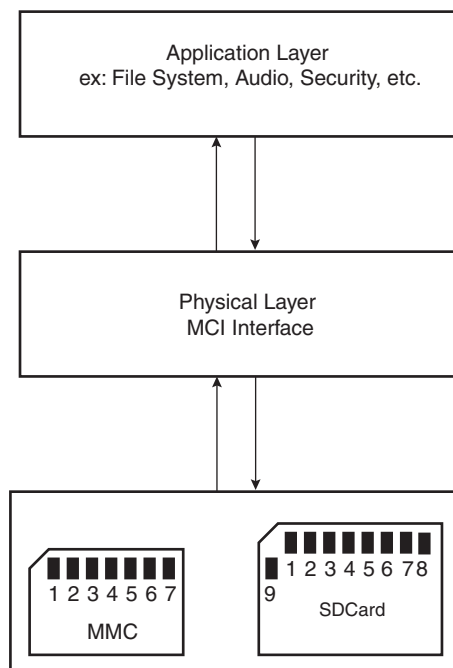 Application Layer
ex: File System, Audio, Security, etc.
Physical Layer
MCI Interface
1 2 3 4 5 6 7
MMC
1 2 3 4 5 6 7 8
9
SDCard